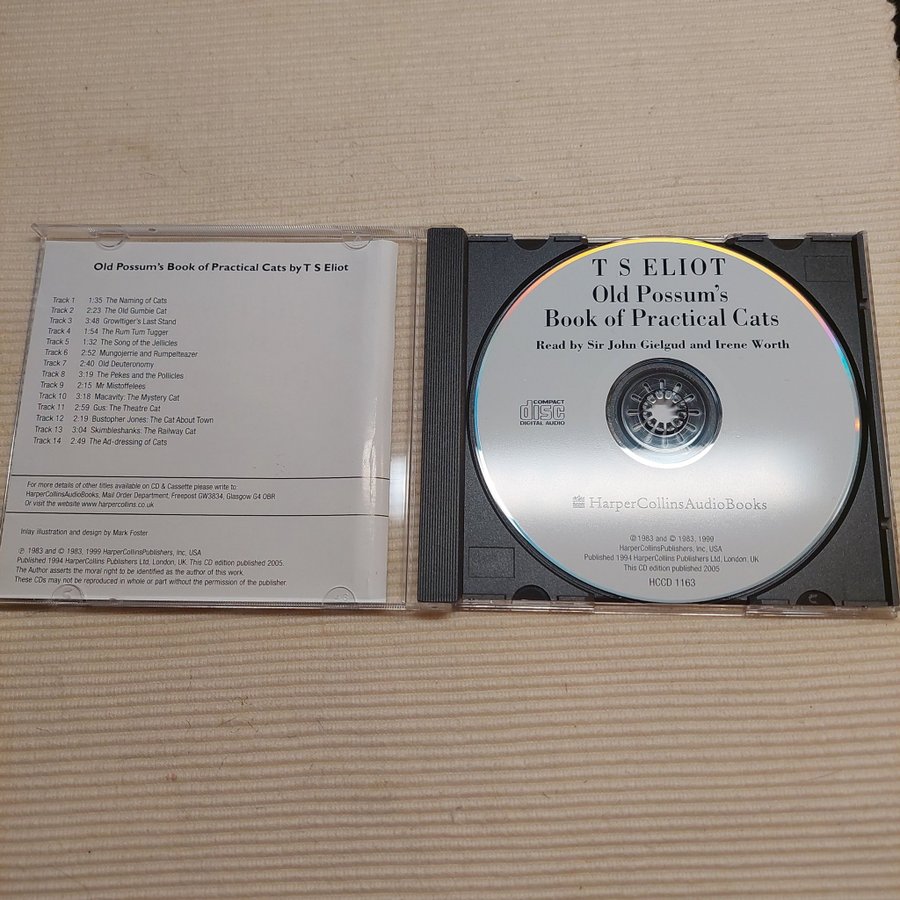 Old Possum's Book of Practical Cats by T S Eliot
Track 1 1:35 The Naming of Cats
Track 2 2:23 The Old Gumbie Cat
Track 3 3:48 Growltiger's Last Stand
Track 4 1:54 The Rum Tum Tugger
Track 5 1:32 The Song of the Jellicles
Track 6 2:52 Mungojerrie and Rumpelteazer
Track 7 2:40 Old Deuteronomy
Track 8 3:19 The Pekes and the Pollicles
Track 9 2:15 Mr Mistoffelees
Track 10 3:18 Macavity: The Mystery Cat
Track 11 2:59 Gus: The Theatre Cat
Track 12 2:19 Bustopher Jones: The Cat About Town
Track 13 3:04 Skimbleshanks: The Railway Cat
Track 14 2:49 The Ad-dressing of Cats
For more details of other titles available on CD & Cassette please write to:
HarperCollinsAudioBooks, Mail Order Department, Freepost GW3834, Glasgow G4 0BR
Or visit the website www.harpercollins.co.uk
Inlay illustration and design by Mark Foster
℗ 1983 and © 1983, 1999 HarperCollinsPublishers, Inc, USA
Published 1994 HarperCollins Publishers Ltd, London, UK. This CD edition published 2005.
The Author asserts the moral right to be identified as the author of this work.
These CDs may not be reproduced in whole or part without the permission of the publisher.
T S ELIOT
Old Possum's
Book of Practical Cats
Read by Sir John Gielgud and Irene Worth
COMPACT
disc
DIGITAL AUDIO
HarperCollinsAudioBooks
℗ 1983 and © 1983, 1999
HarperCollinsPublishers, Inc, USA
Published 1994 HarperCollins Publishers Ltd, London, UK
This CD edition published 2005
HCCD 1163